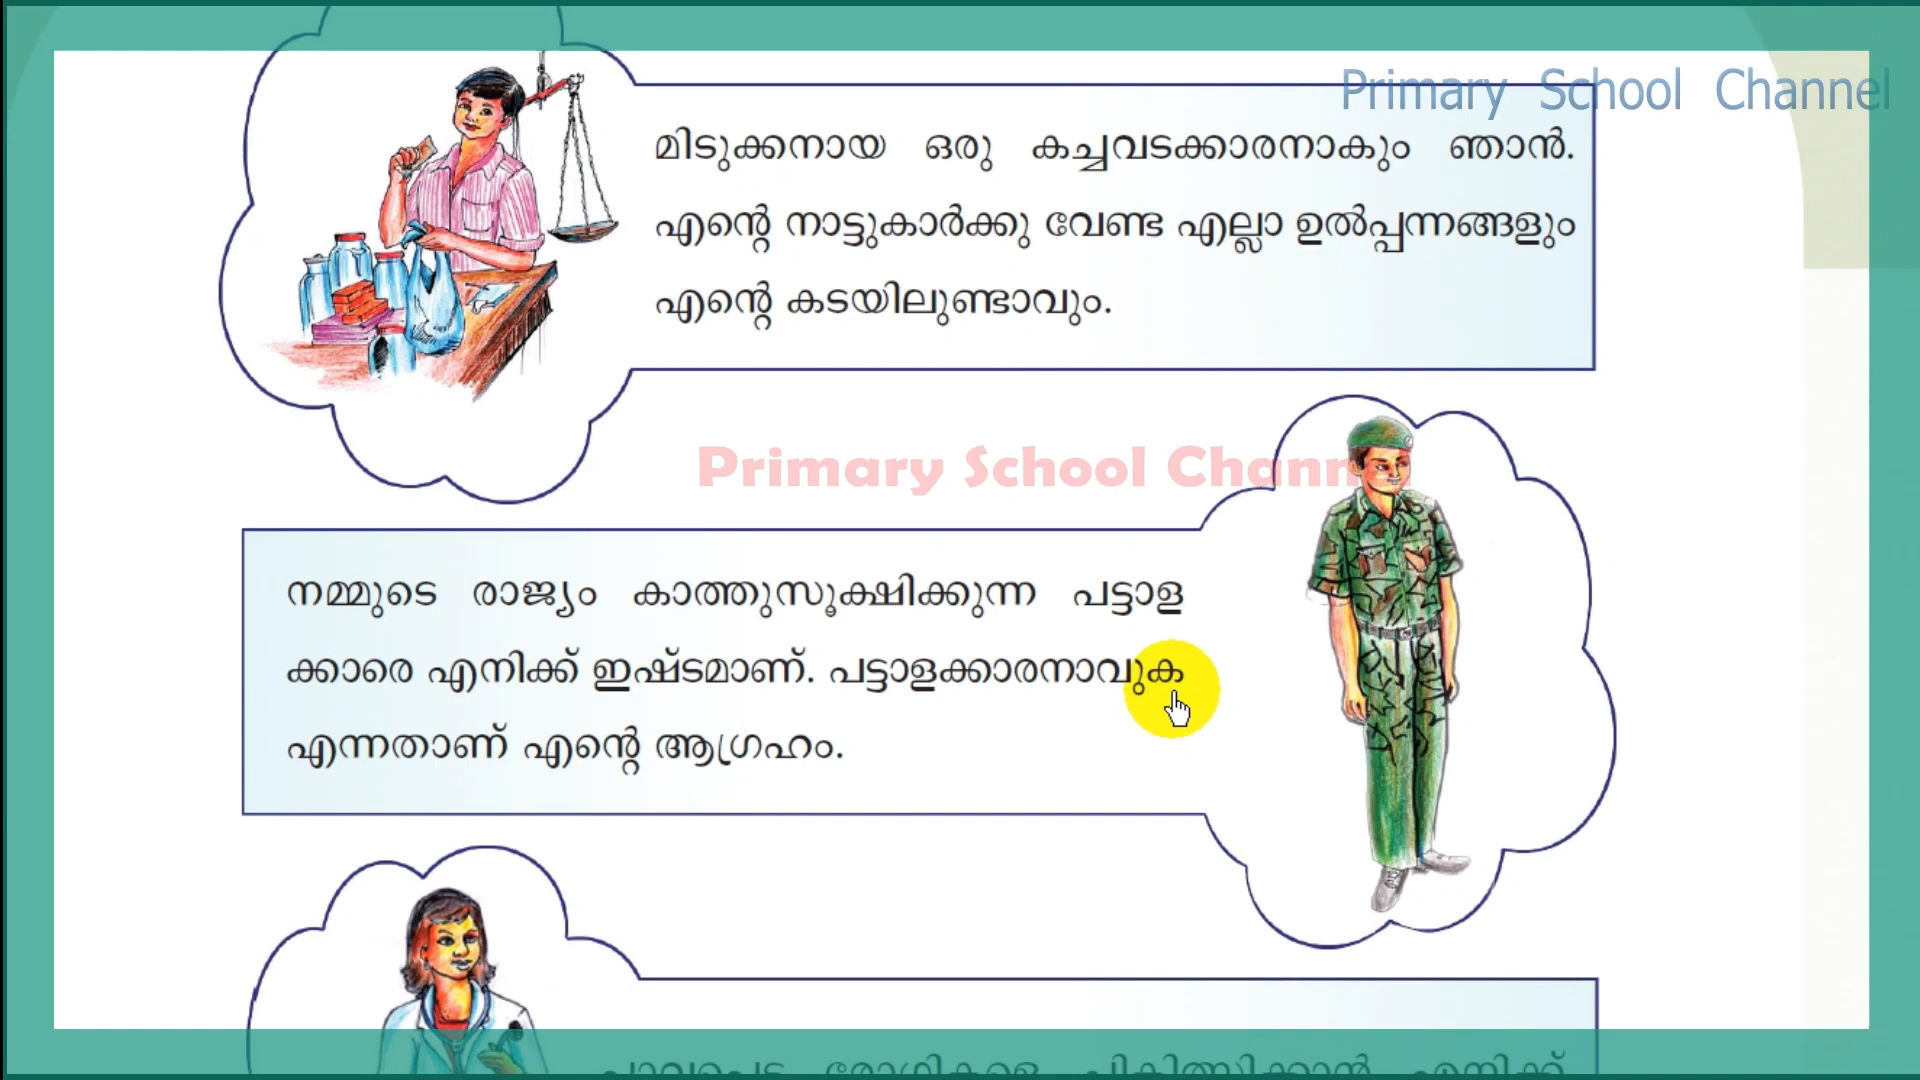 Primary School Channel
മിടുക്കനായ ഒരു കച്ചവടക്കാരനാകും ഞാൻ.
എന്റെ നാട്ടുകാർക്കു വേണ്ട എല്ലാ ഉൽപ്പന്നങ്ങളും
എന്റെ കടയിലുണ്ടാവും.
Primary School Chann
നമ്മുടെ രാജ്യം കാത്തുസൂക്ഷിക്കുന്ന പട്ടാള
ക്കാരെ എനിക്ക് ഇഷ്ടമാണ്. പട്ടാളക്കാരനാവുക
എന്നതാണ് എന്റെ ആഗ്രഹം.